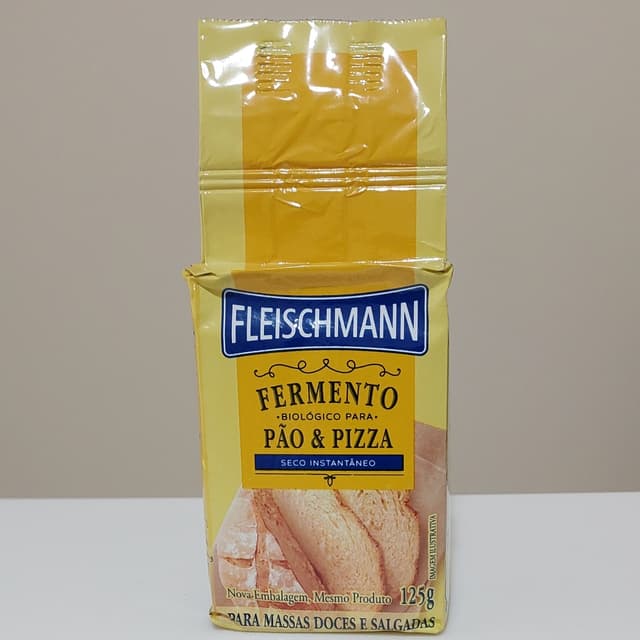 FLEISCHMANN
FERMENTO
•BIOLÓGICO PARA•
PÃO & PIZZA
SECO INSTANTÂNEO
IMAGEM ILUSTRATIVA
Nova Embalagem, Mesmo Produto 125g
PARA MASSAS DOCES E SALGADAS